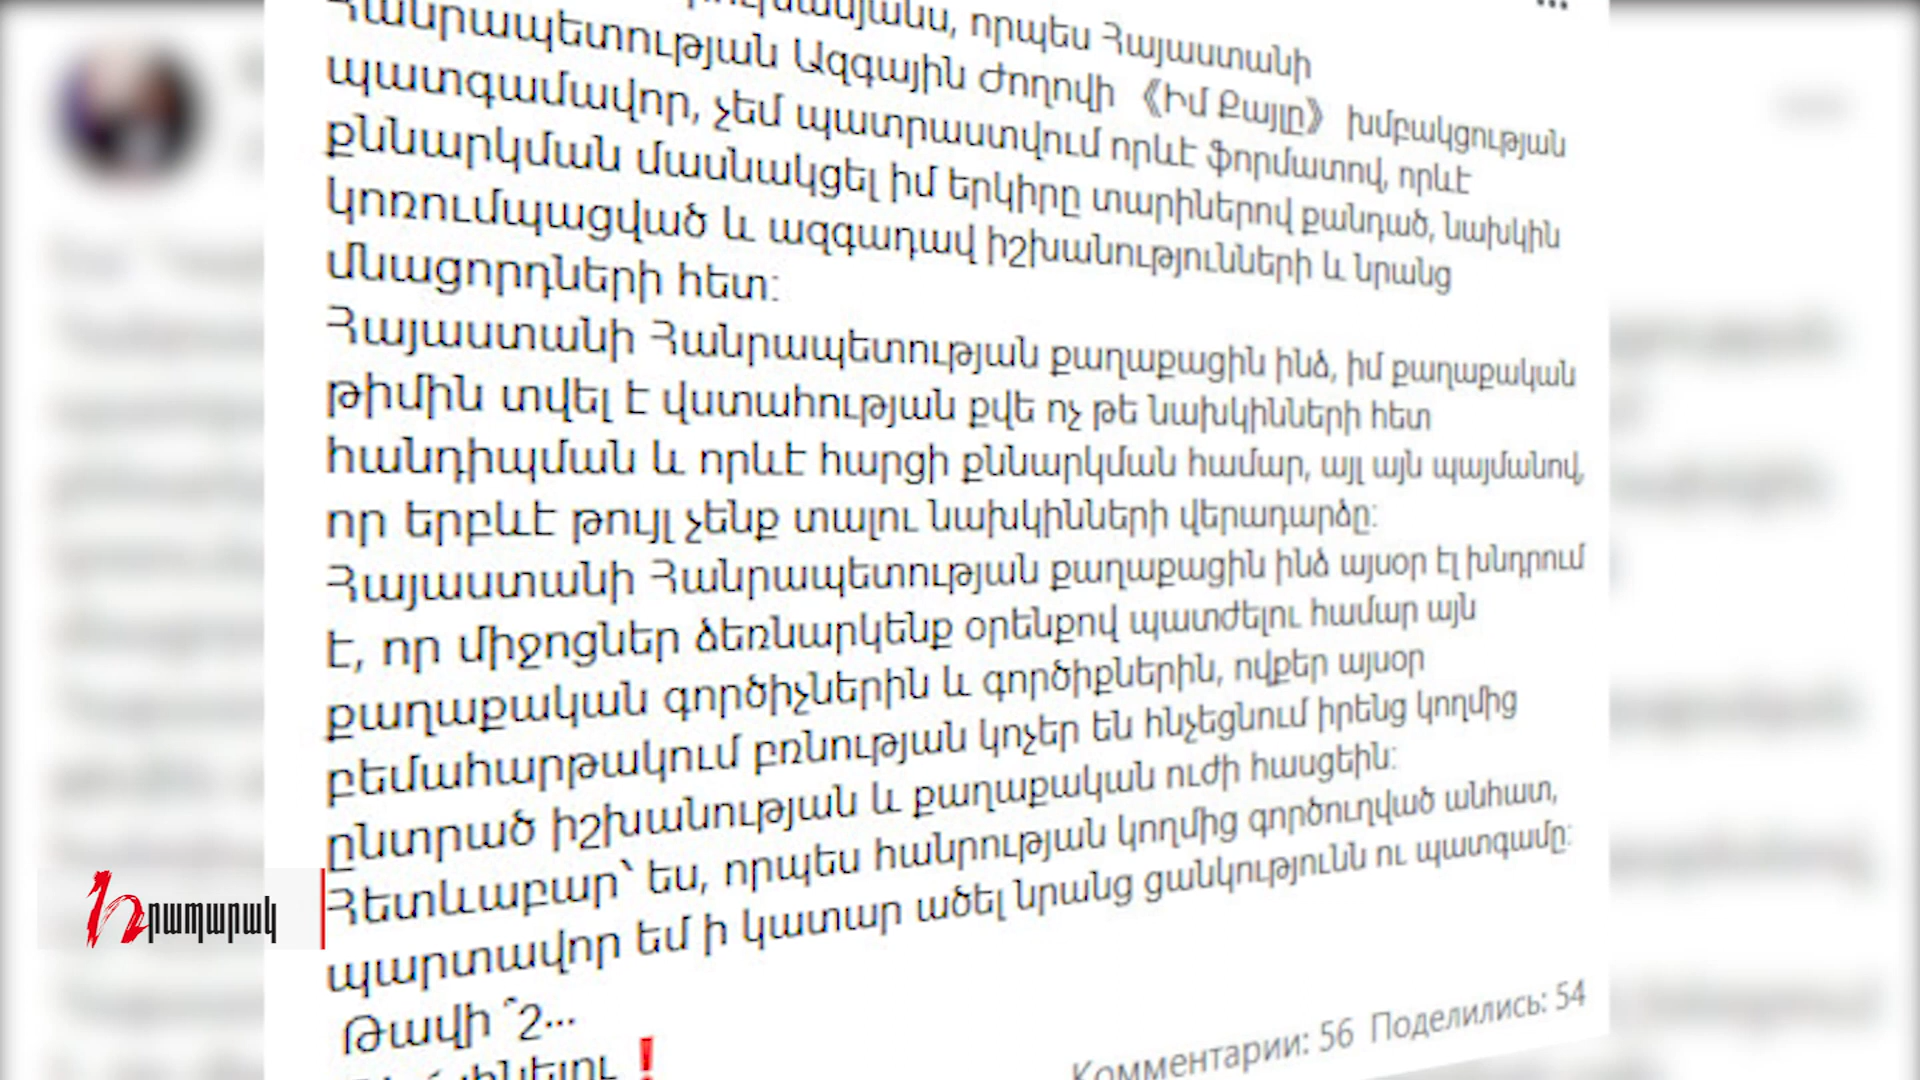 որպես Հայաստանի
Հանրապետության Ազգային Ժողովի 《Իմ Քայլը》 խմբակցության
պատգամավոր, չեմ պատրաստվում որևէ ֆորմատով, որևէ
քննարկման մասնակցել իմ երկիրը տարիներով քանդած, նախկին
կոռումպացված և ազգադավ իշխանությունների և նրանց
մնացորդների հետ։
Հայաստանի Հանրապետության քաղաքացին ինձ, իմ քաղաքական
թիմին տվել է վստահության քվե ոչ թե նախկինների հետ
հանդիպման և որևէ հարցի քննարկման համար, այլ այն պայմանով,
որ երբևէ թույլ չենք տալու նախկինների վերադարձը։
Հայաստանի Հանրապետության քաղաքացին ինձ այսօր էլ խնդրում
է, որ միջոցներ ձեռնարկենք օրենքով պատժելու համար այն
քաղաքական գործիչներին և գործիքներին, ովքեր այսօր
բեմահարթակում բռնության կոչեր են հնչեցնում իրենց կողմից
ընտրած իշխանության և քաղաքական ուժի հասցեին։
Հետևաբար՝ ես, որպես հանրության կողմից գործուղված անհատ,
պարտավոր եմ ի կատար ածել նրանց ցանկությունն ու պատգամը։
Թավի ՞շ...
❗
Комментарии: 56 Поделились: 54
Հրապարակ